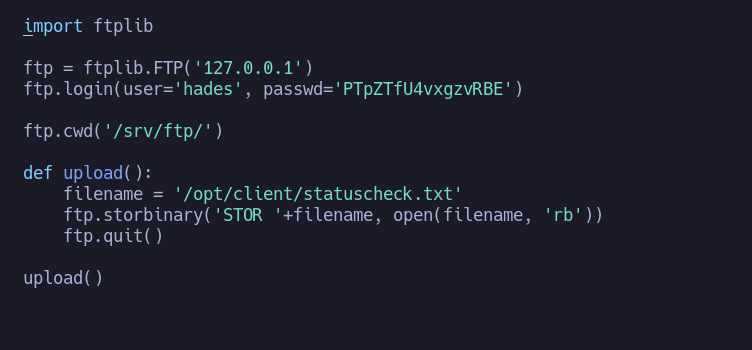 import ftplib
ftp = ftplib.FTP('127.0.0.1')
ftp.login(user='hades', passwd='PTpZTfU4vxgzvRBE')
ftp.cwd('/srv/ftp/')
def upload():
    filename = '/opt/client/statuscheck.txt'
    ftp.storbinary('STOR '+filename, open(filename, 'rb'))
    ftp.quit()
upload()